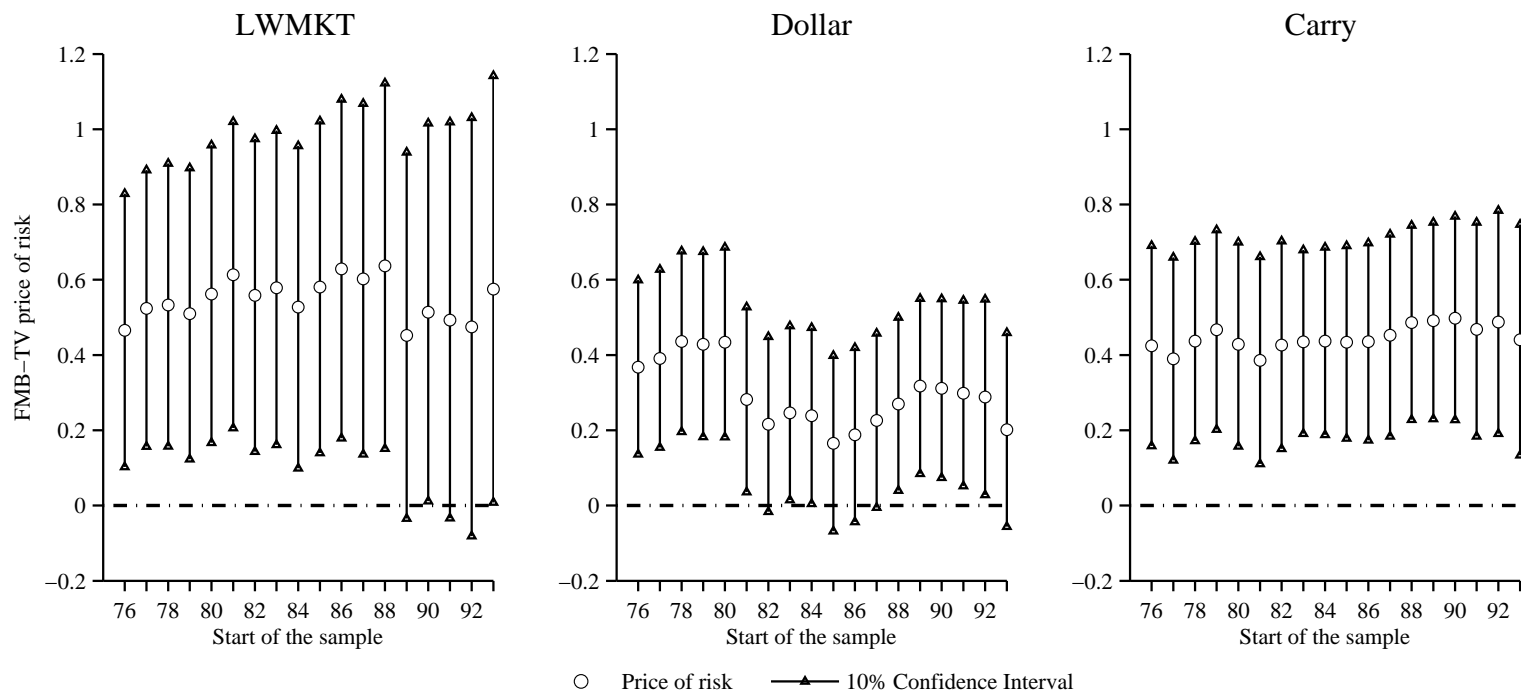 LWMKT
Dollar
Carry
FMB−TV price of risk
1.2
1
0.8
0.6
0.4
0.2
0
−0.2
76 78 80 82 84 86 88 90 92
Start of the sample
1.2
1
0.8
0.6
0.4
0.2
0
−0.2
76 78 80 82 84 86 88 90 92
Start of the sample
1.2
1
0.8
0.6
0.4
0.2
0
−0.2
76 78 80 82 84 86 88 90 92
Start of the sample
Price of risk 10% Confidence Interval